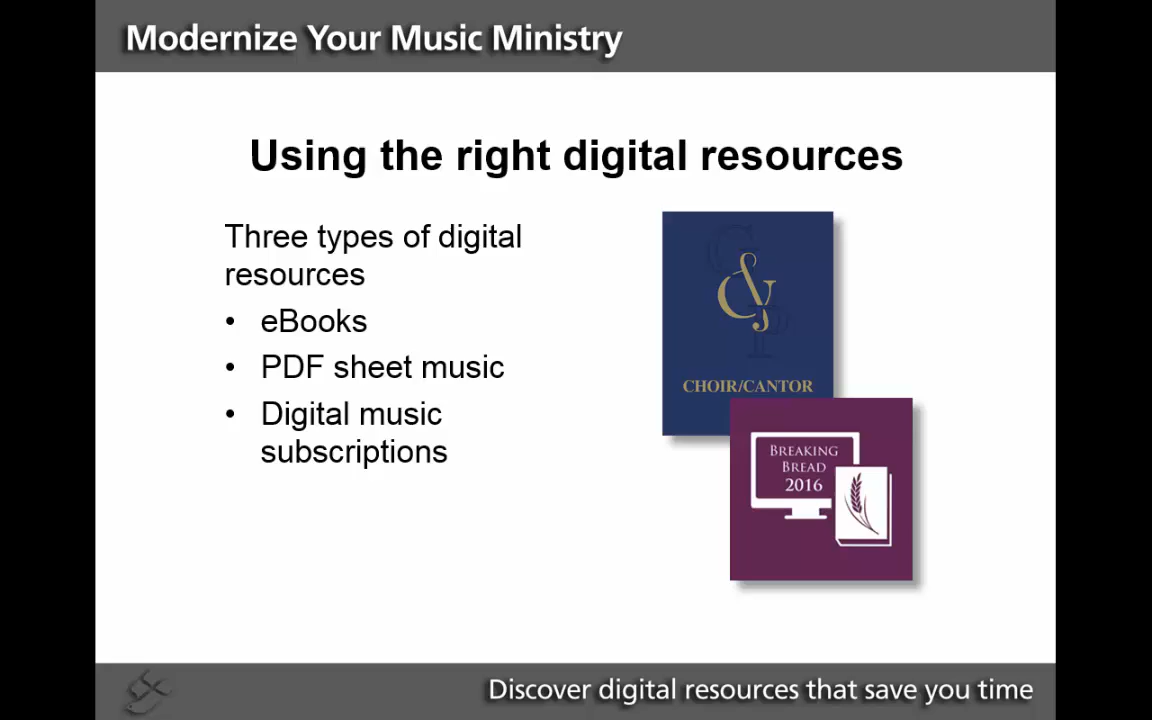 Modernize Your Music Ministry
Using the right digital resources
Three types of digital
resources
• eBooks
• PDF sheet music
• Digital music
subscriptions
&
CHOIR/CANTOR
BREAKING
BREAD
2016
Discover digital resources that save you time